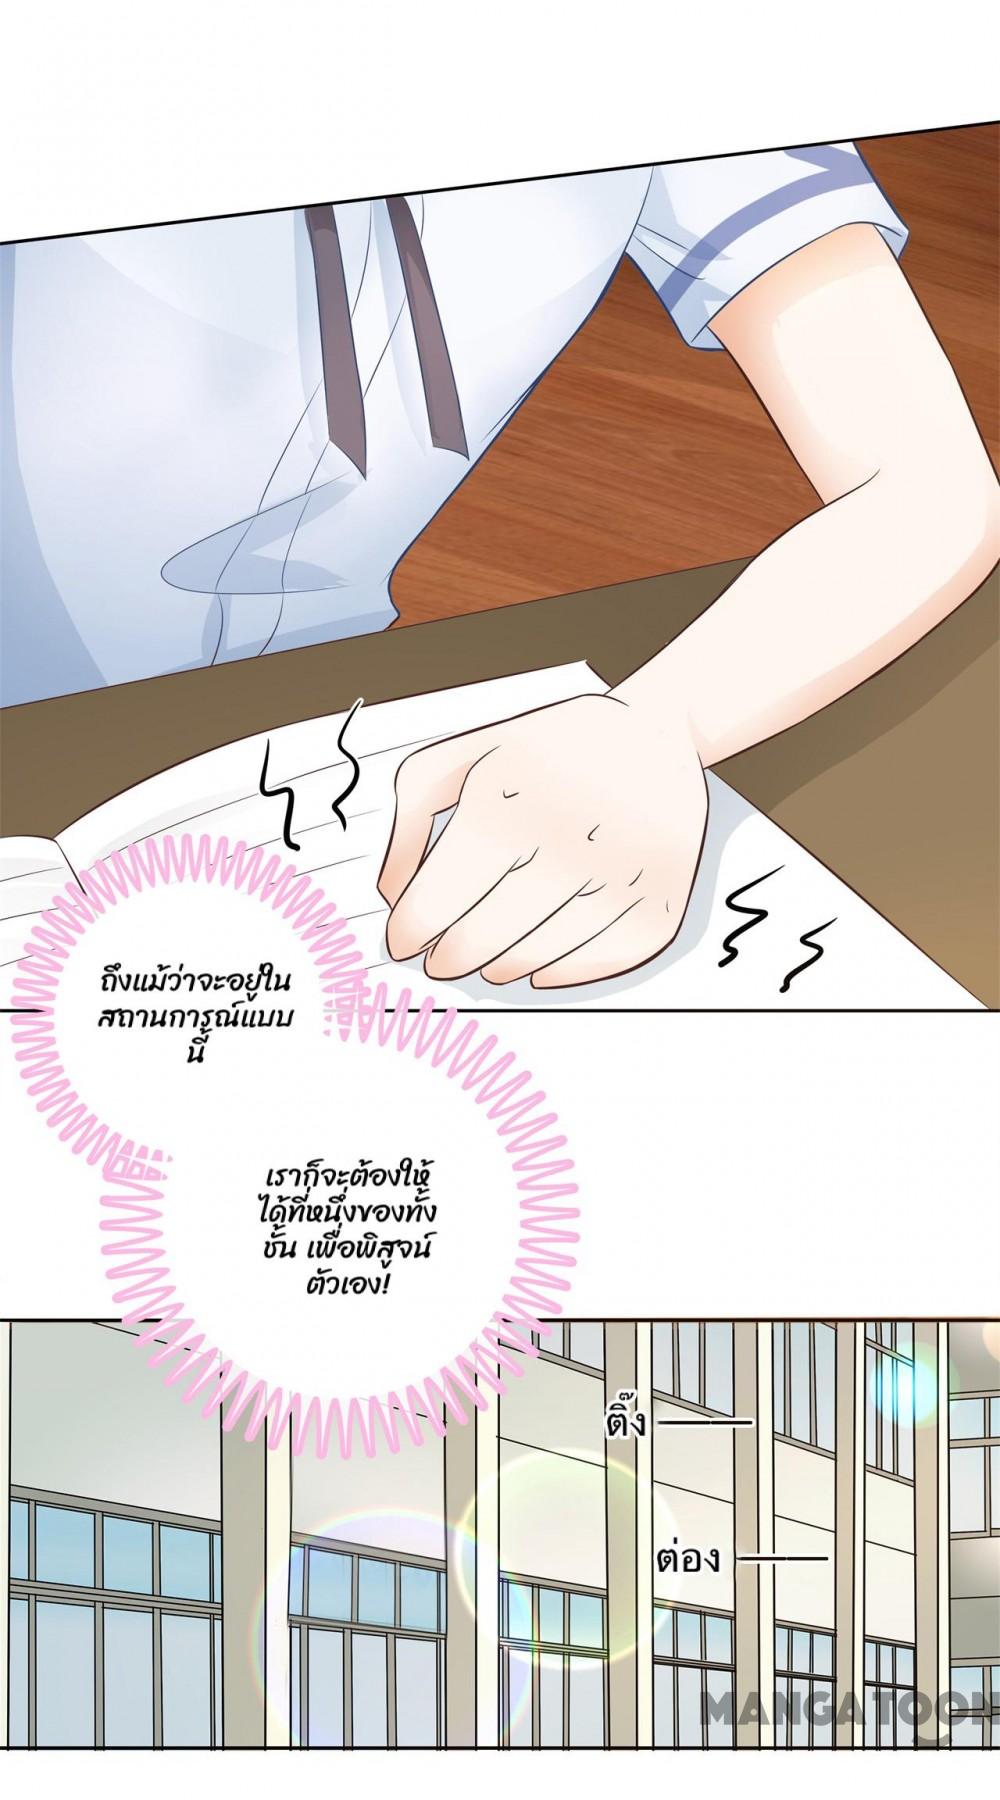 ถึงแม้ว่าจะอยู่ใน
สถานการณ์แบบ
นี้
เราก็จะต้องให้
ได้ที่หนึ่งของทั้ง
ชั้น เพื่อพิสูจน์
ตัวเอง!
ติ๊ง
ต่อง
MANGATOON